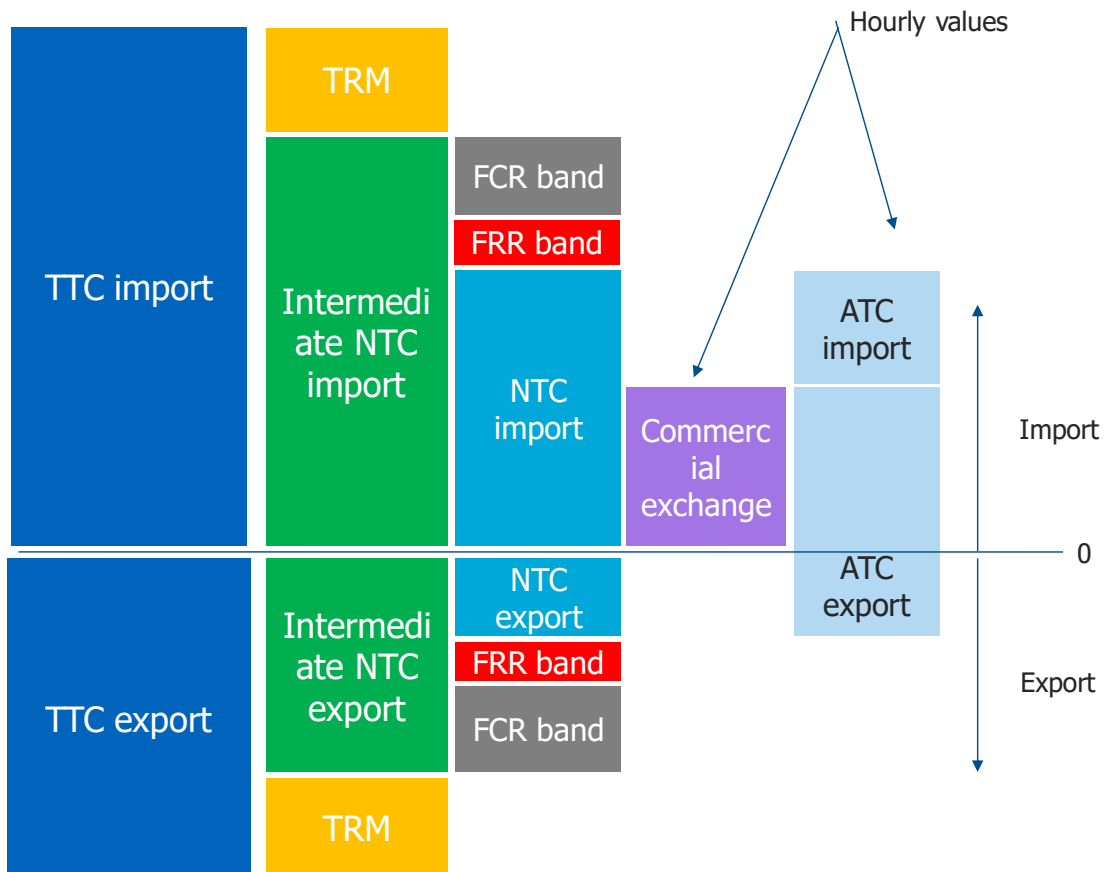 Hourly values
TRM
FCR band
FRR band
TTC import
Intermedi
ate NTC
import
NTC
import
Commerc
ial
exchange
ATC
import
Import
0
TTC export
Intermedi
ate NTC
export
NTC
export
FRR band
FCR band
ATC
export
Export
TRM